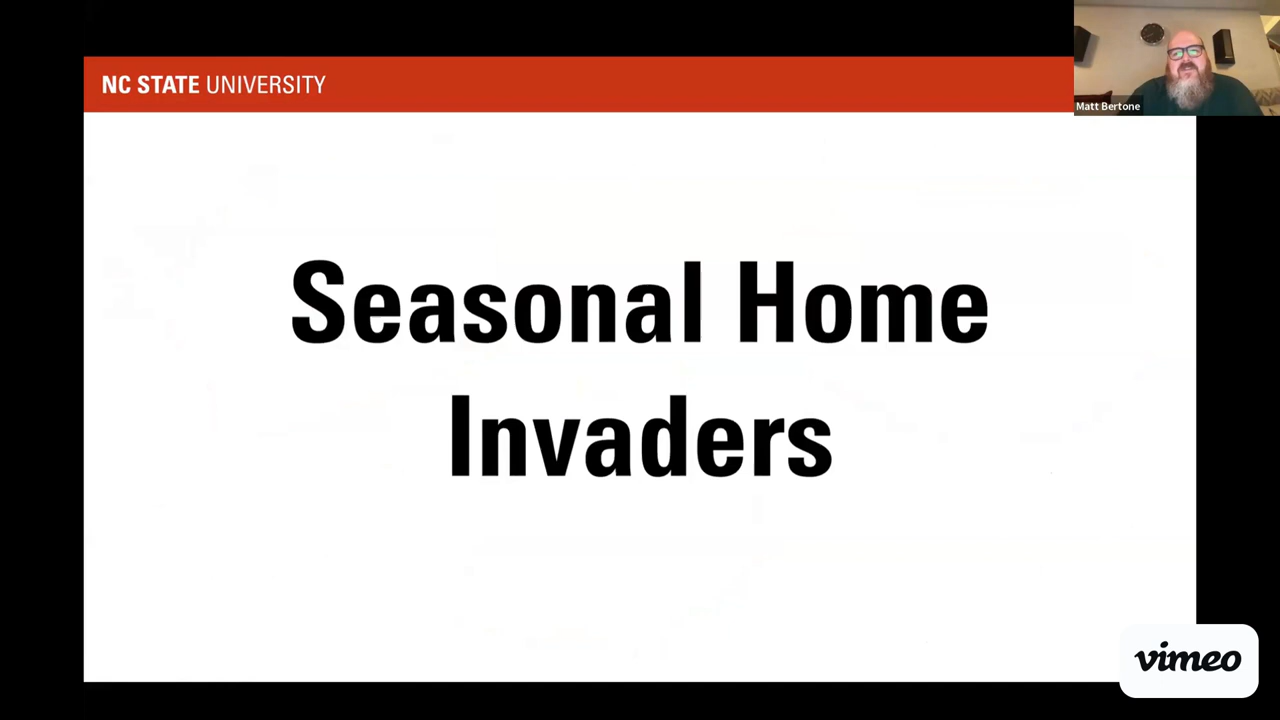 NC STATE UNIVERSITY
Matt Bertone
Seasonal Home
Invaders
vimeo